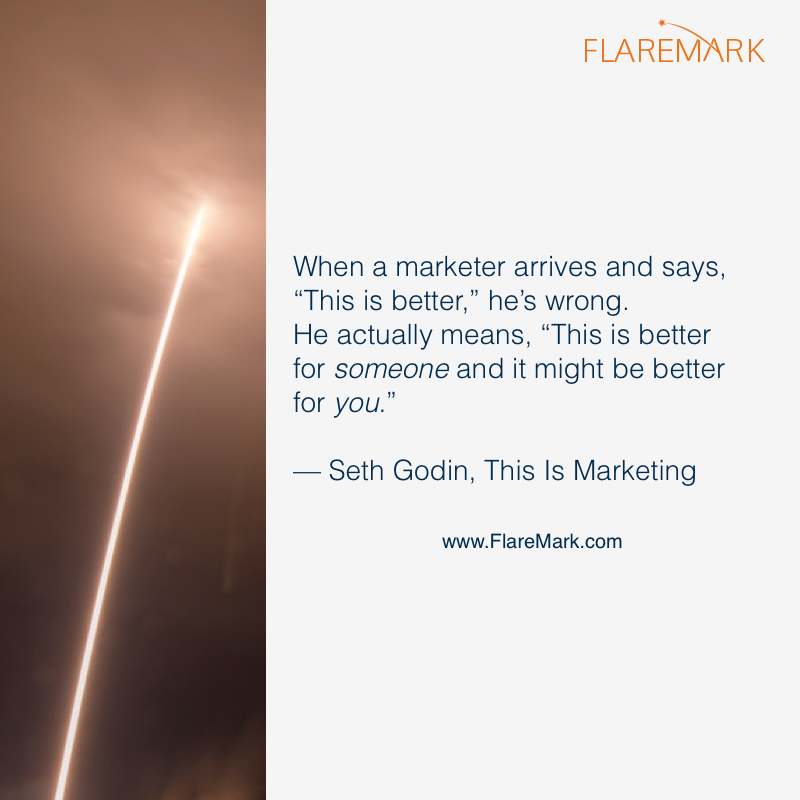 FLAREMARK
When a marketer arrives and says,
“This is better,” he’s wrong.
He actually means, “This is better
for someone and it might be better
for you.”
— Seth Godin, This Is Marketing
www.FlareMark.com